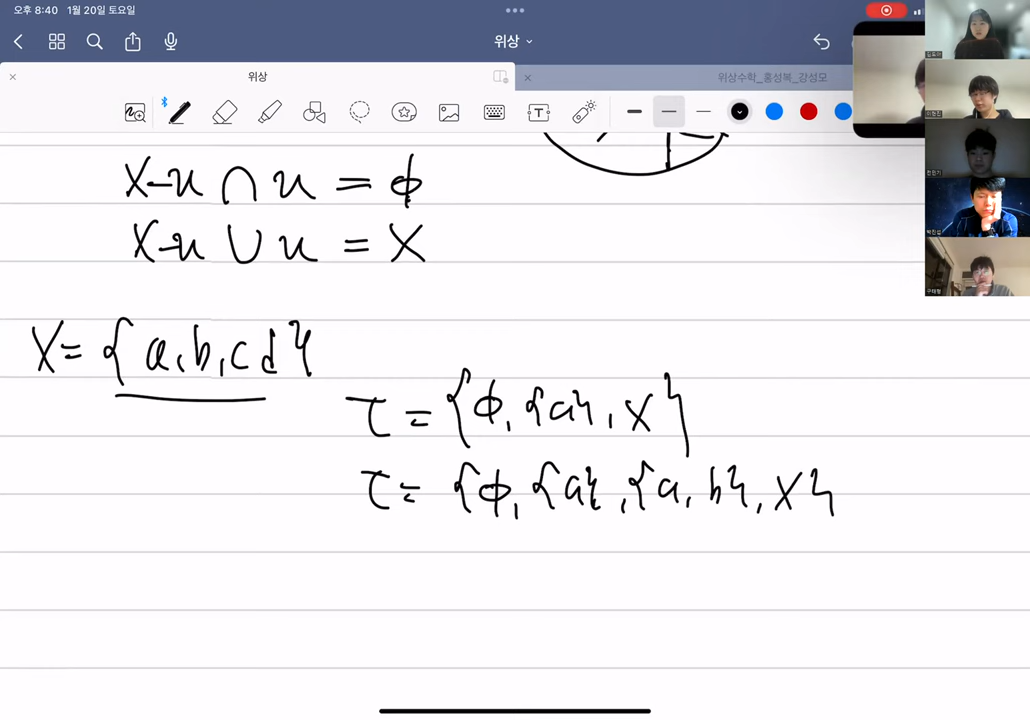 오후 8:40 1월 20일 토요일
위상
위상
위상수학_홍성복_강성모
X-u ∩ u = ϕ
X-u ∪ u = X
X = {a, b, c d}
τ = {ϕ, {a}, X}
τ = {ϕ, {a}, {a, b}, X}